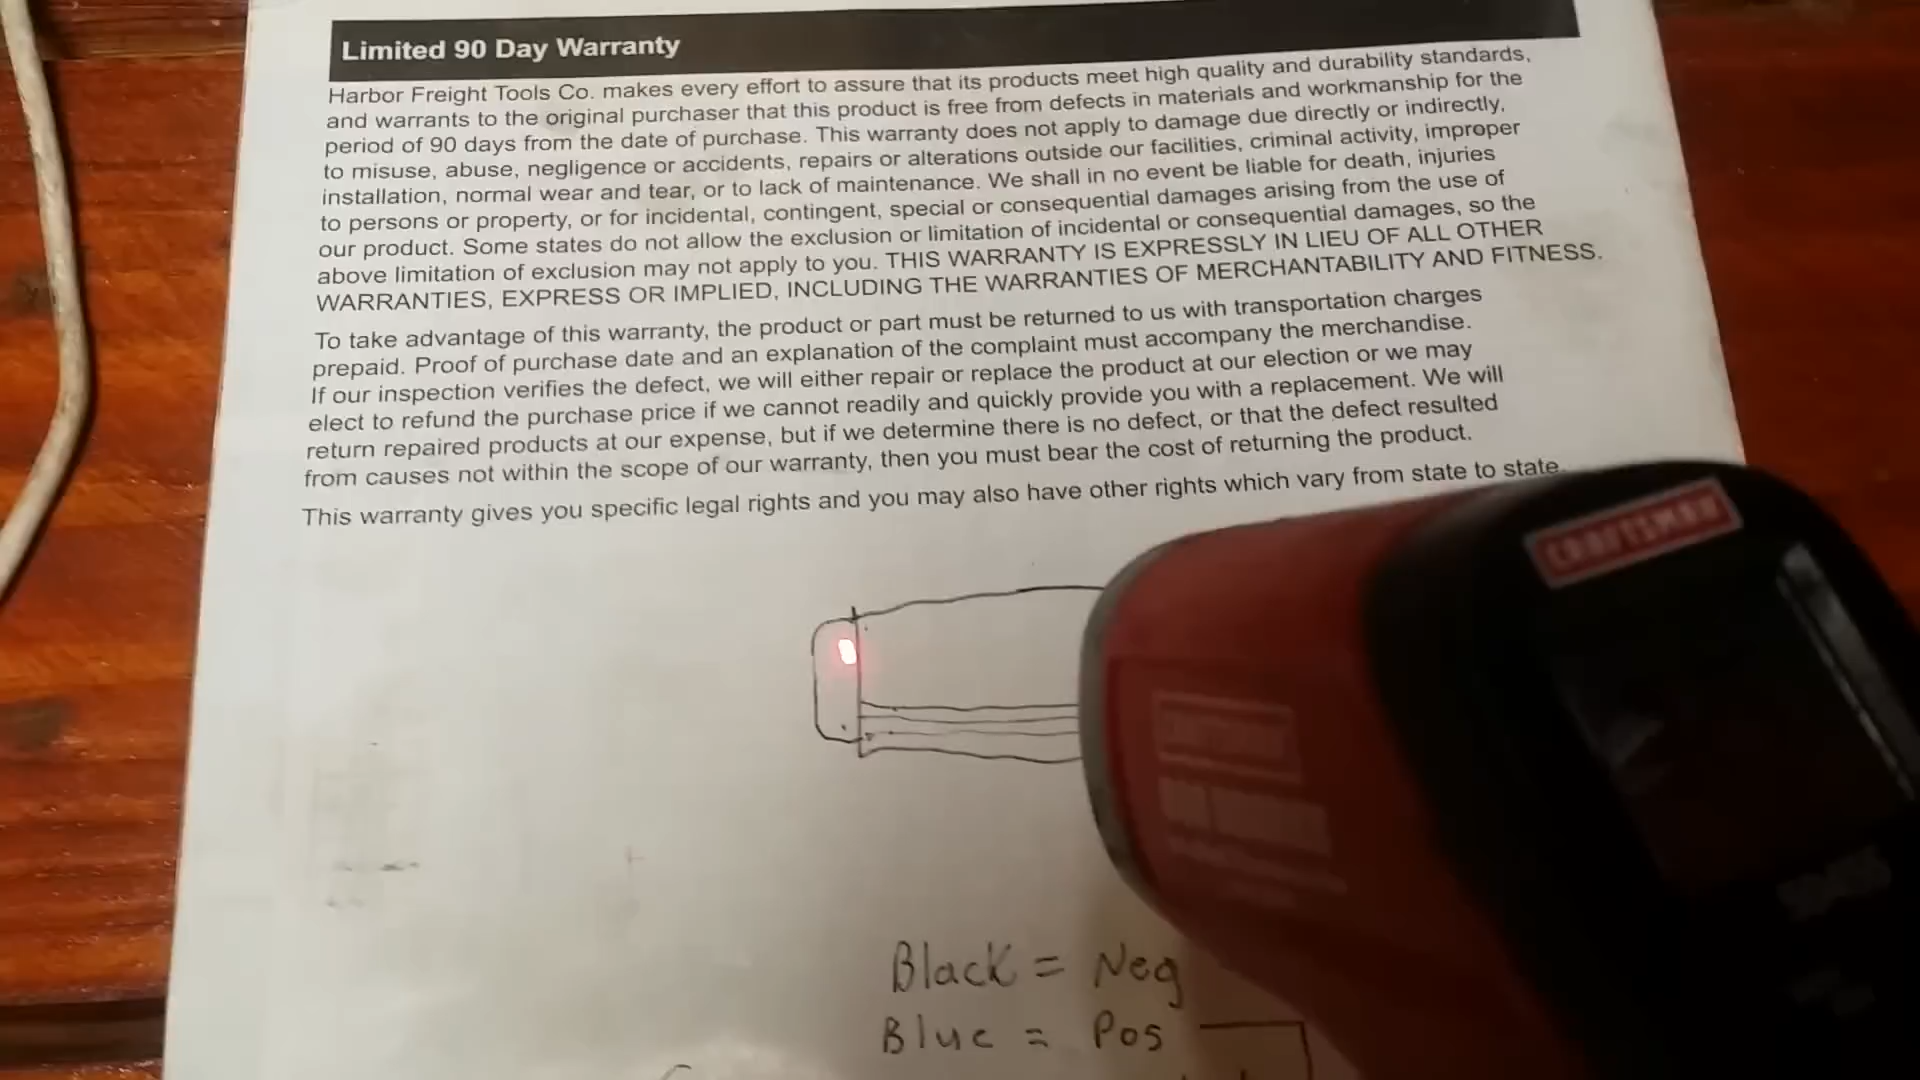 Limited 90 Day Warranty
Harbor Freight Tools Co. makes every effort to assure that its products meet high quality and durability standards,
and warrants to the original purchaser that this product is free from defects in materials and workmanship for the
period of 90 days from the date of purchase. This warranty does not apply to damage due directly or indirectly,
to misuse, abuse, negligence or accidents, repairs or alterations outside our facilities, criminal activity, improper
installation, normal wear and tear, or to lack of maintenance. We shall in no event be liable for death, injuries
to persons or property, or for incidental, contingent, special or consequential damages arising from the use of
our product. Some states do not allow the exclusion or limitation of incidental or consequential damages, so the
above limitation of exclusion may not apply to you. THIS WARRANTY IS EXPRESSLY IN LIEU OF ALL OTHER
WARRANTIES, EXPRESS OR IMPLIED, INCLUDING THE WARRANTIES OF MERCHANTABILITY AND FITNESS.
To take advantage of this warranty, the product or part must be returned to us with transportation charges
prepaid. Proof of purchase date and an explanation of the complaint must accompany the merchandise.
If our inspection verifies the defect, we will either repair or replace the product at our election or we may
elect to refund the purchase price if we cannot readily and quickly provide you with a replacement. We will
return repaired products at our expense, but if we determine there is no defect, or that the defect resulted
from causes not within the scope of our warranty, then you must bear the cost of returning the product.
This warranty gives you specific legal rights and you may also have other rights which vary from state to state.
CRAFTSMAN
Black = Neg
Blue = Pos